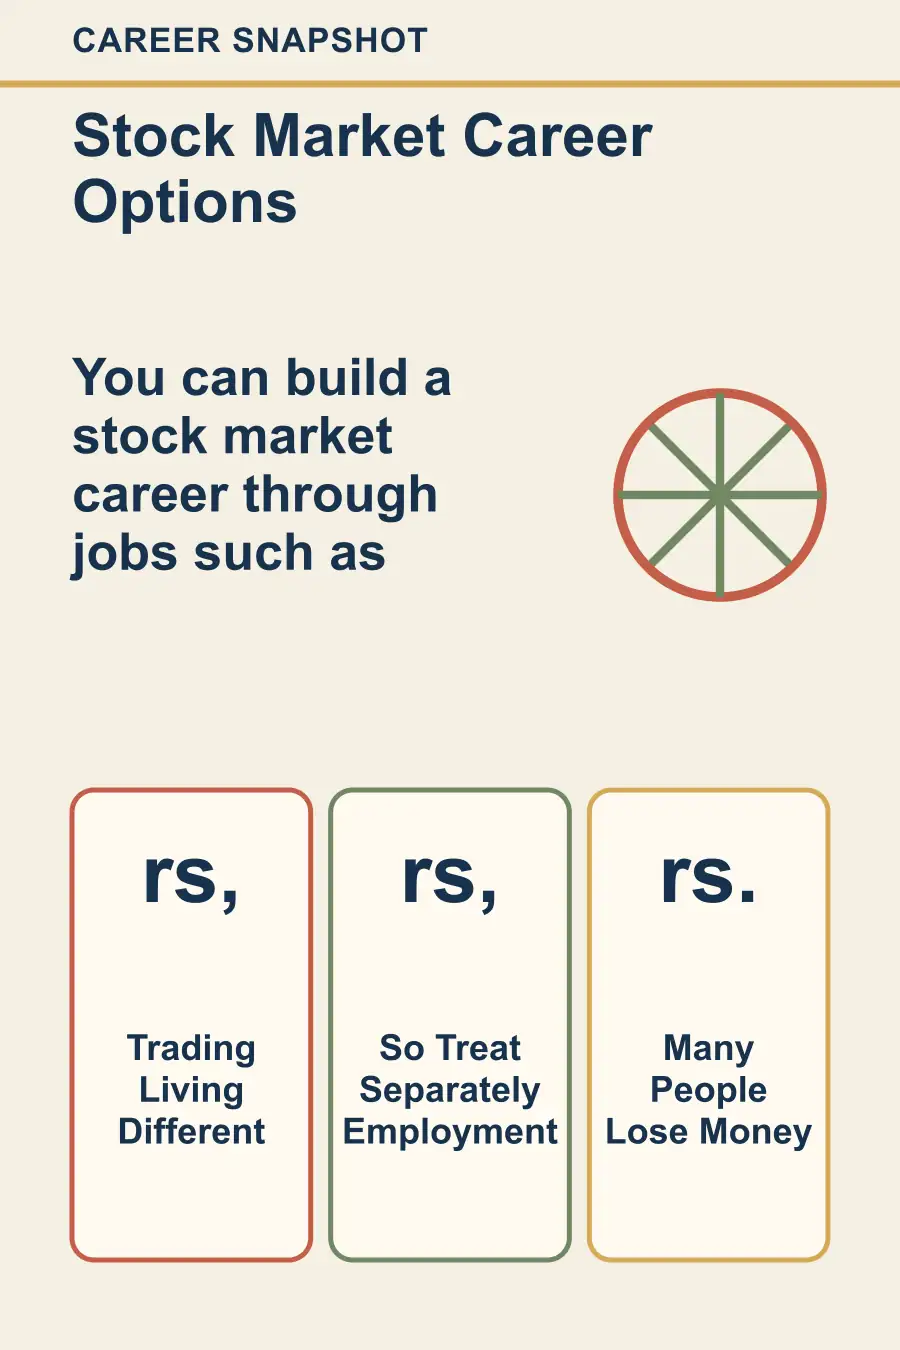 CAREER SNAPSHOT
Stock Market Career
Options
You can build a
stock market
career through
jobs such as
rs,
Trading
Living
Different
rs,
So Treat
Separately
Employment
rs.
Many
People
Lose Money